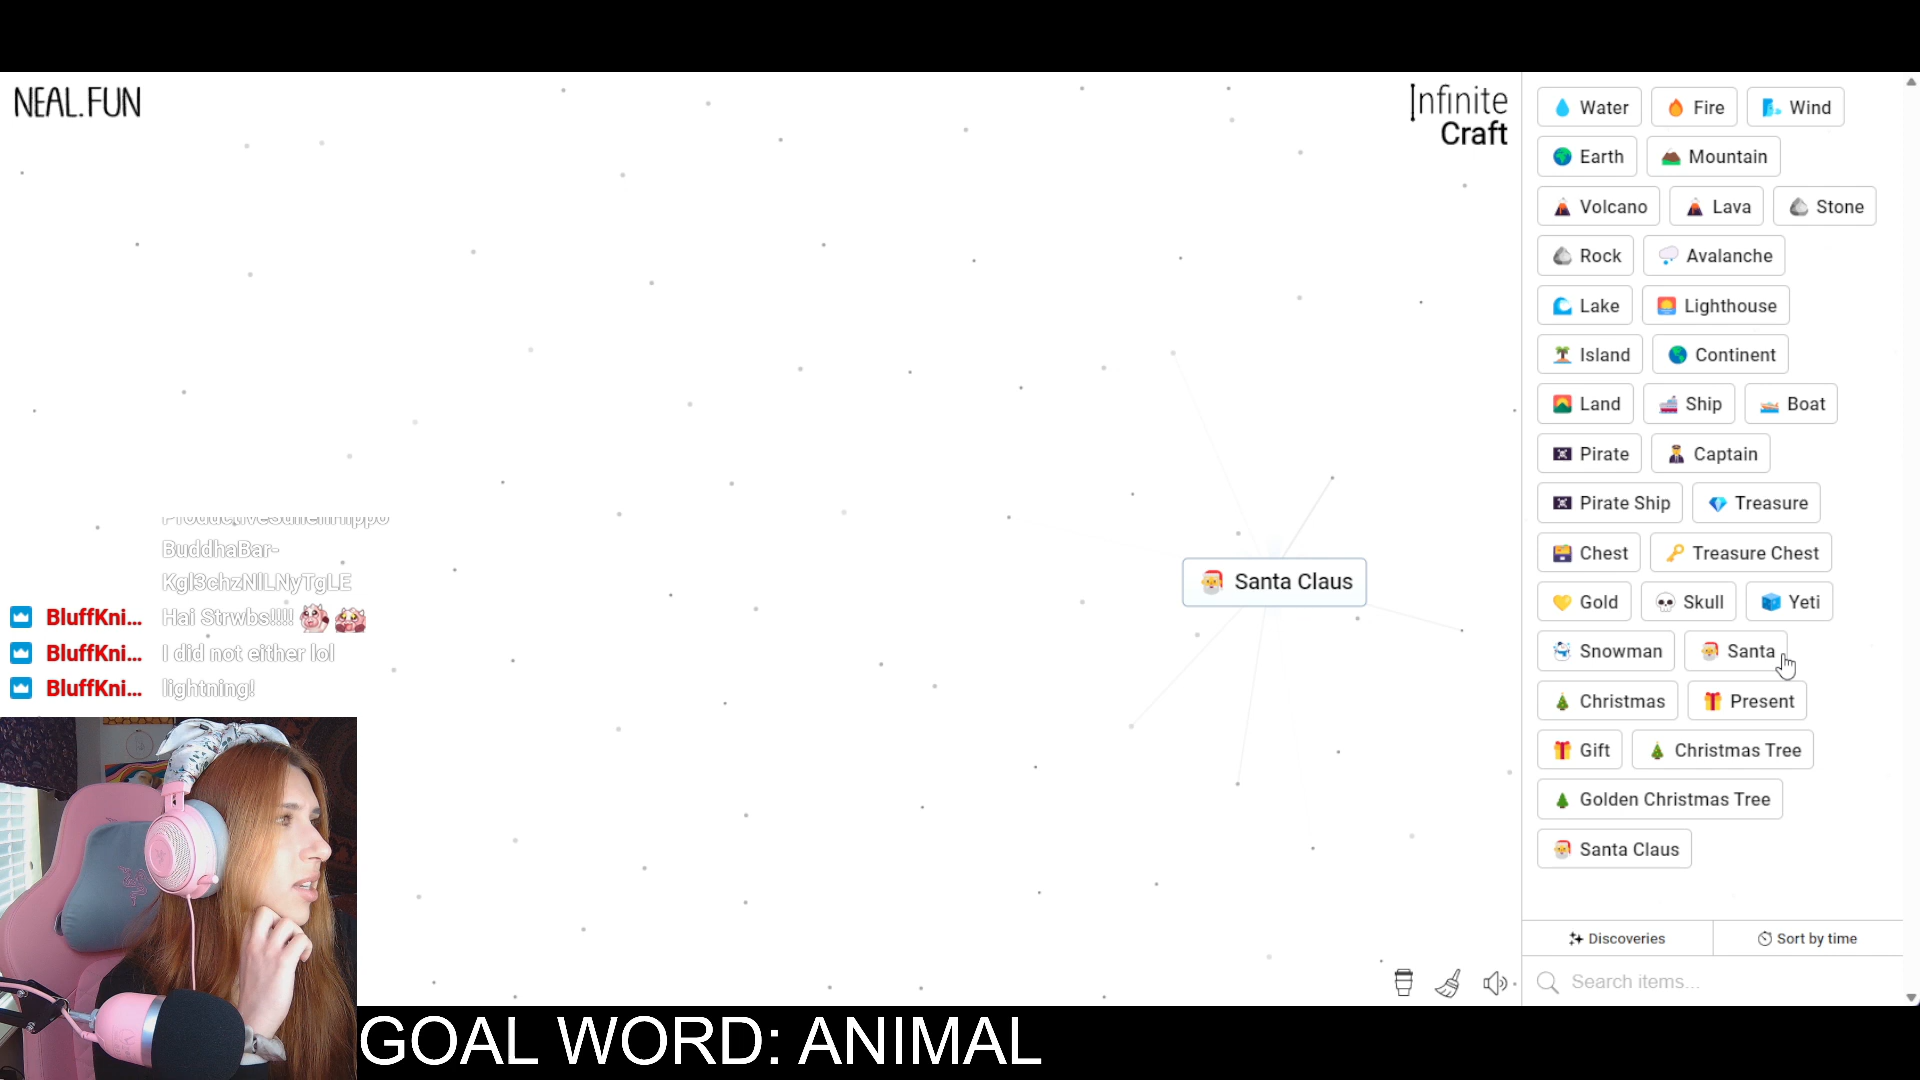 NEAL.FUN
Infinite
Craft
Water
Fire
Wind
Earth
Mountain
Volcano
Lava
Stone
Rock
Avalanche
Lake
Lighthouse
Island
Continent
Land
Ship
Boat
Pirate
Captain
Pirate Ship
Treasure
Chest
Treasure Chest
Gold
Skull
Yeti
Snowman
Santa
Christmas
Present
Gift
Christmas Tree
Golden Christmas Tree
Santa Claus
Discoveries
Sort by time
Search items...
Santa Claus
BuddhaBar-
BluffKni... Hai Strwbs!!!!
BluffKni... I did not either lol
BluffKni... lightning!
GOAL WORD: ANIMAL